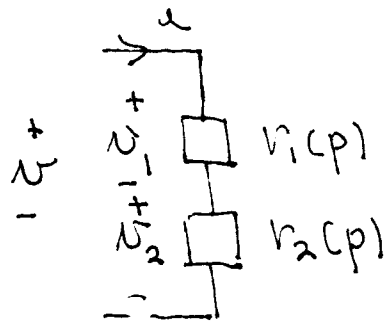 i
+ v₁ − r₁(p)
+ v −
+ v₂ r₂(p)